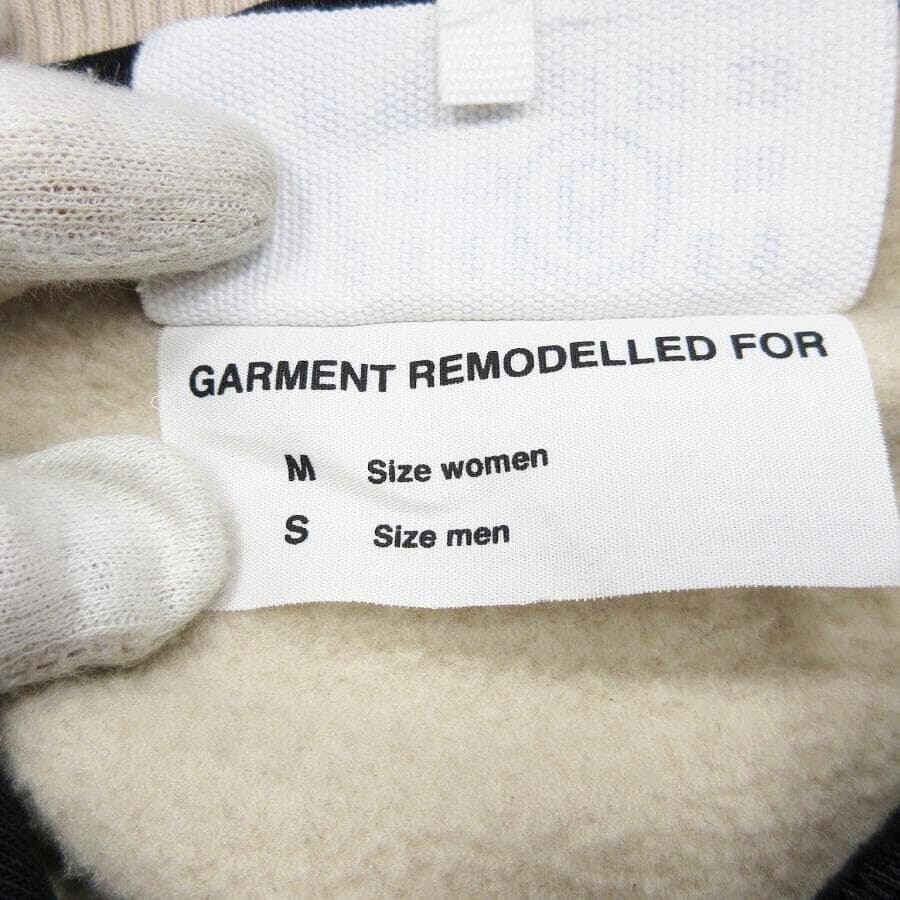 GARMENT REMODELLED FOR
M Size women
S Size men